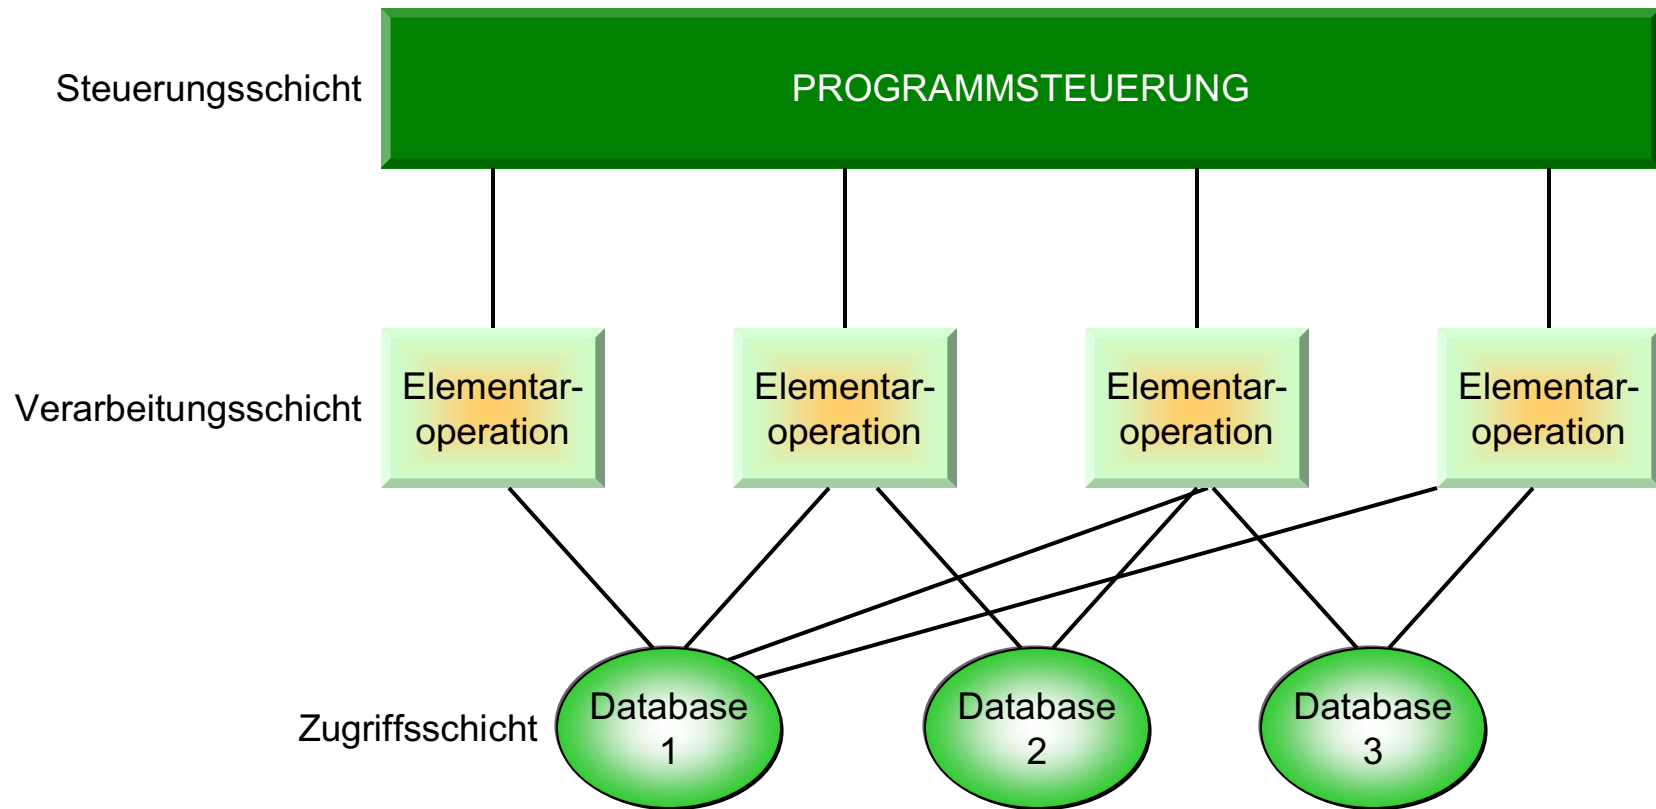 Steuerungsschicht
PROGRAMMSTEUERUNG
Verarbeitungsschicht
Elementar-
operation
Elementar-
operation
Elementar-
operation
Elementar-
operation
Zugriffsschicht
Database
1
Database
2
Database
3